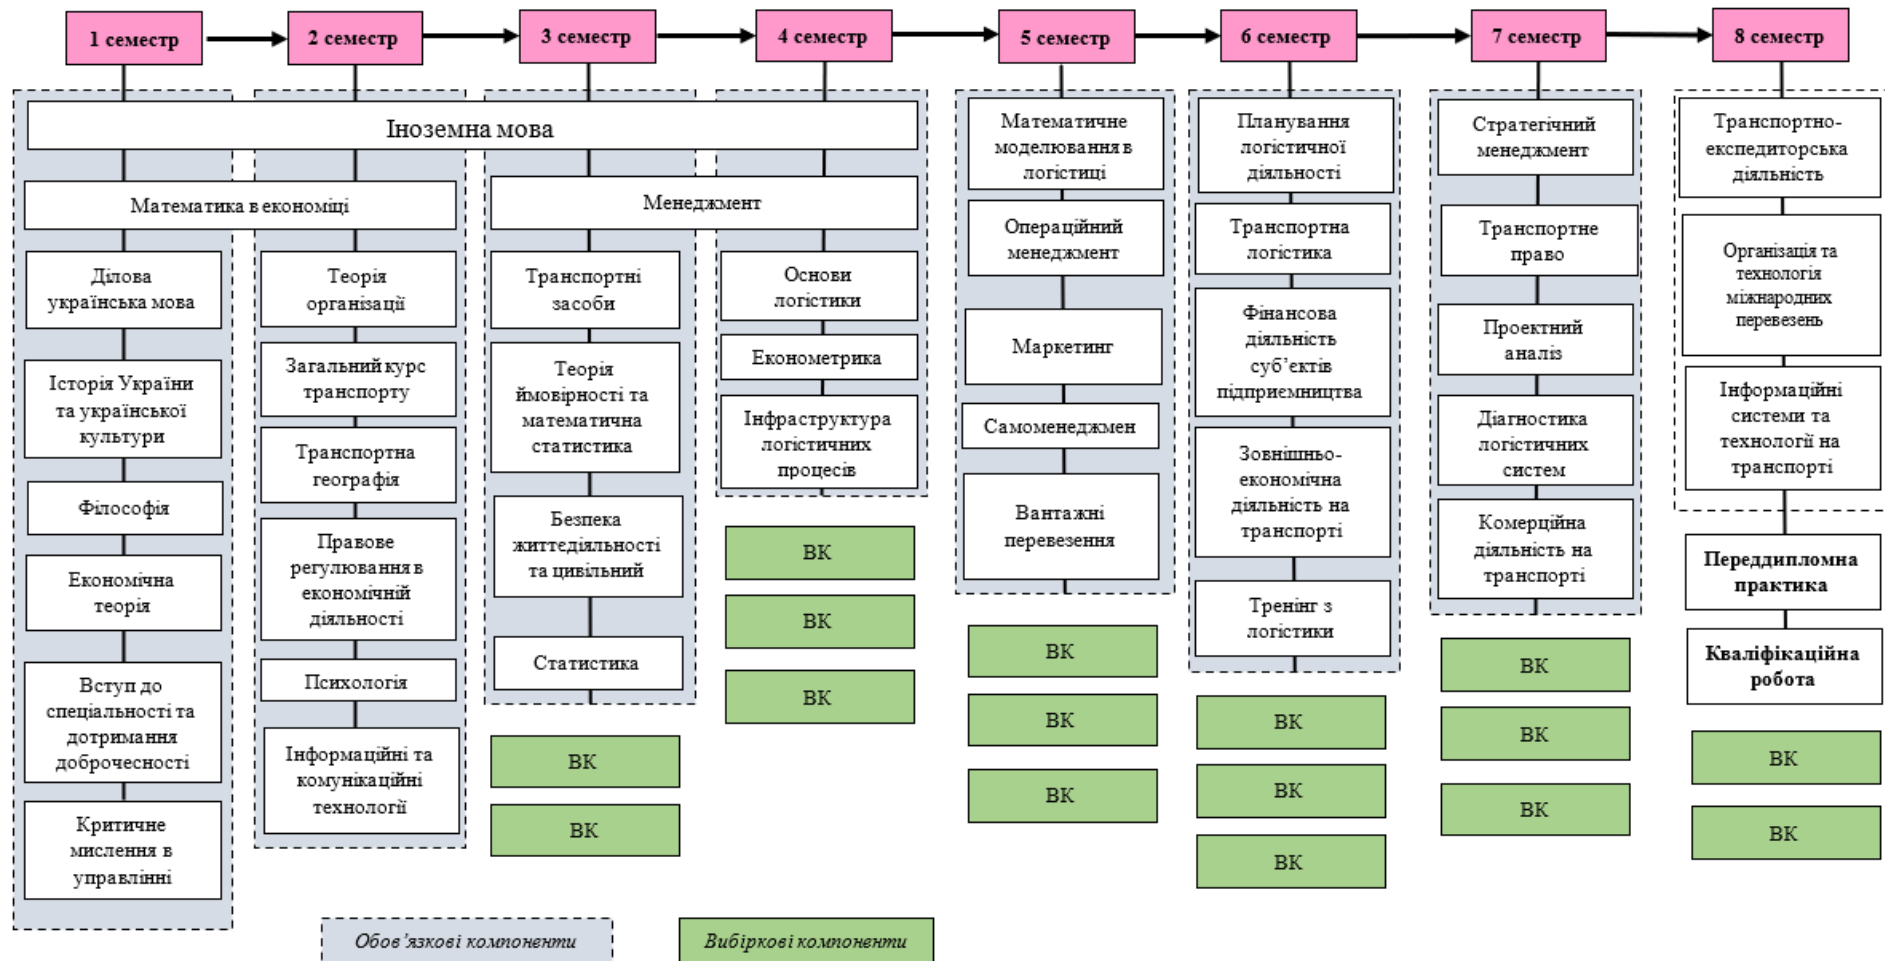 1 семестр
2 семестр
3 семестр
4 семестр
5 семестр
6 семестр
7 семестр
8 семестр
Іноземна мова
Математика в економіці
Менеджмент
Ділова
українська мова
Історія України
та української
культури
Філософія
Економічна
теорія
Вступ до
спеціальності та
дотримання
доброчесності
Критичне
мислення в
управлінні
Теорія
організації
Загальний курс
транспорту
Транспортна
географія
Правове
регулювання в
економічній
діяльності
Психологія
Інформаційні та
комунікаційні
технології
Транспортні
засоби
Теорія
ймовірності та
математична
статистика
Безпека
життєдіяльності
та цивільний
Статистика
ВК
ВК
Основи
логістики
Економетрика
Інфраструктура
логістичних
процесів
ВК
ВК
ВК
Математичне
моделювання в
логістиці
Операційний
менеджмент
Маркетинг
Самоменеджмен
Вантажні
перевезення
ВК
ВК
ВК
Планування
логістичної
діяльності
Транспортна
логістика
Фінансова
діяльність
суб’єктів
підприємництва
Зовнішньо-
економічна
діяльність на
транспорті
Тренінг з
логістики
ВК
ВК
ВК
Стратегічний
менеджмент
Транспортне
право
Проектний
аналіз
Діагностика
логістичних
систем
Комерційна
діяльність на
транспорті
ВК
ВК
ВК
Транспортно-
експедиторська
діяльність
Організація та
технологія
міжнародних
перевезень
Інформаційні
системи та
технології на
транспорті
Переддипломна
практика
Кваліфікаційна
робота
ВК
ВК
Обов’язкові компоненти
Вибіркові компоненти